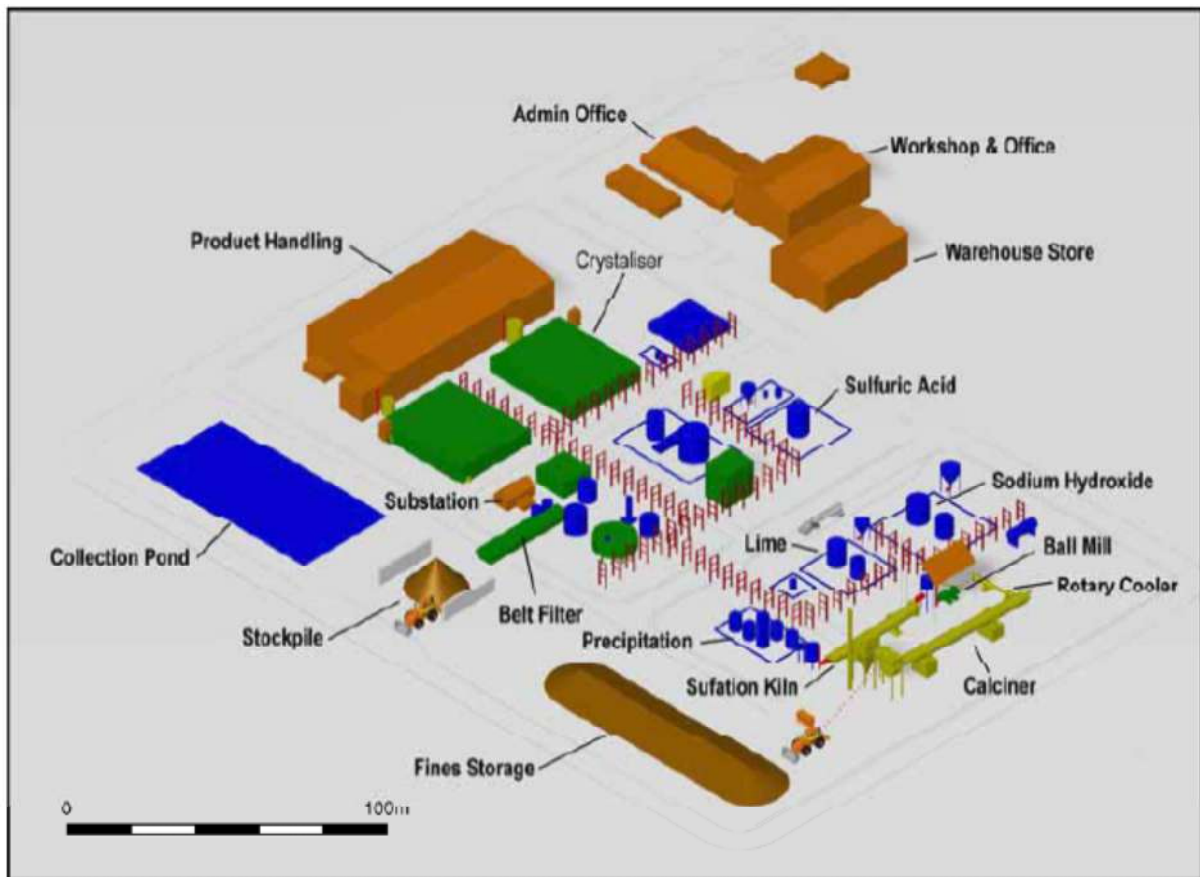 Admin Office
Workshop & Office
Product Handling
Crystaliser
Warehouse Store
Sulfuric Acid
Sodium Hydroxide
Substation
Lime
Ball Mill
Collection Pond
Rotary Cooler
Belt Filter
Stockpile
Precipitation
Sufation Kiln
Calciner
Fines Storage
0 100m